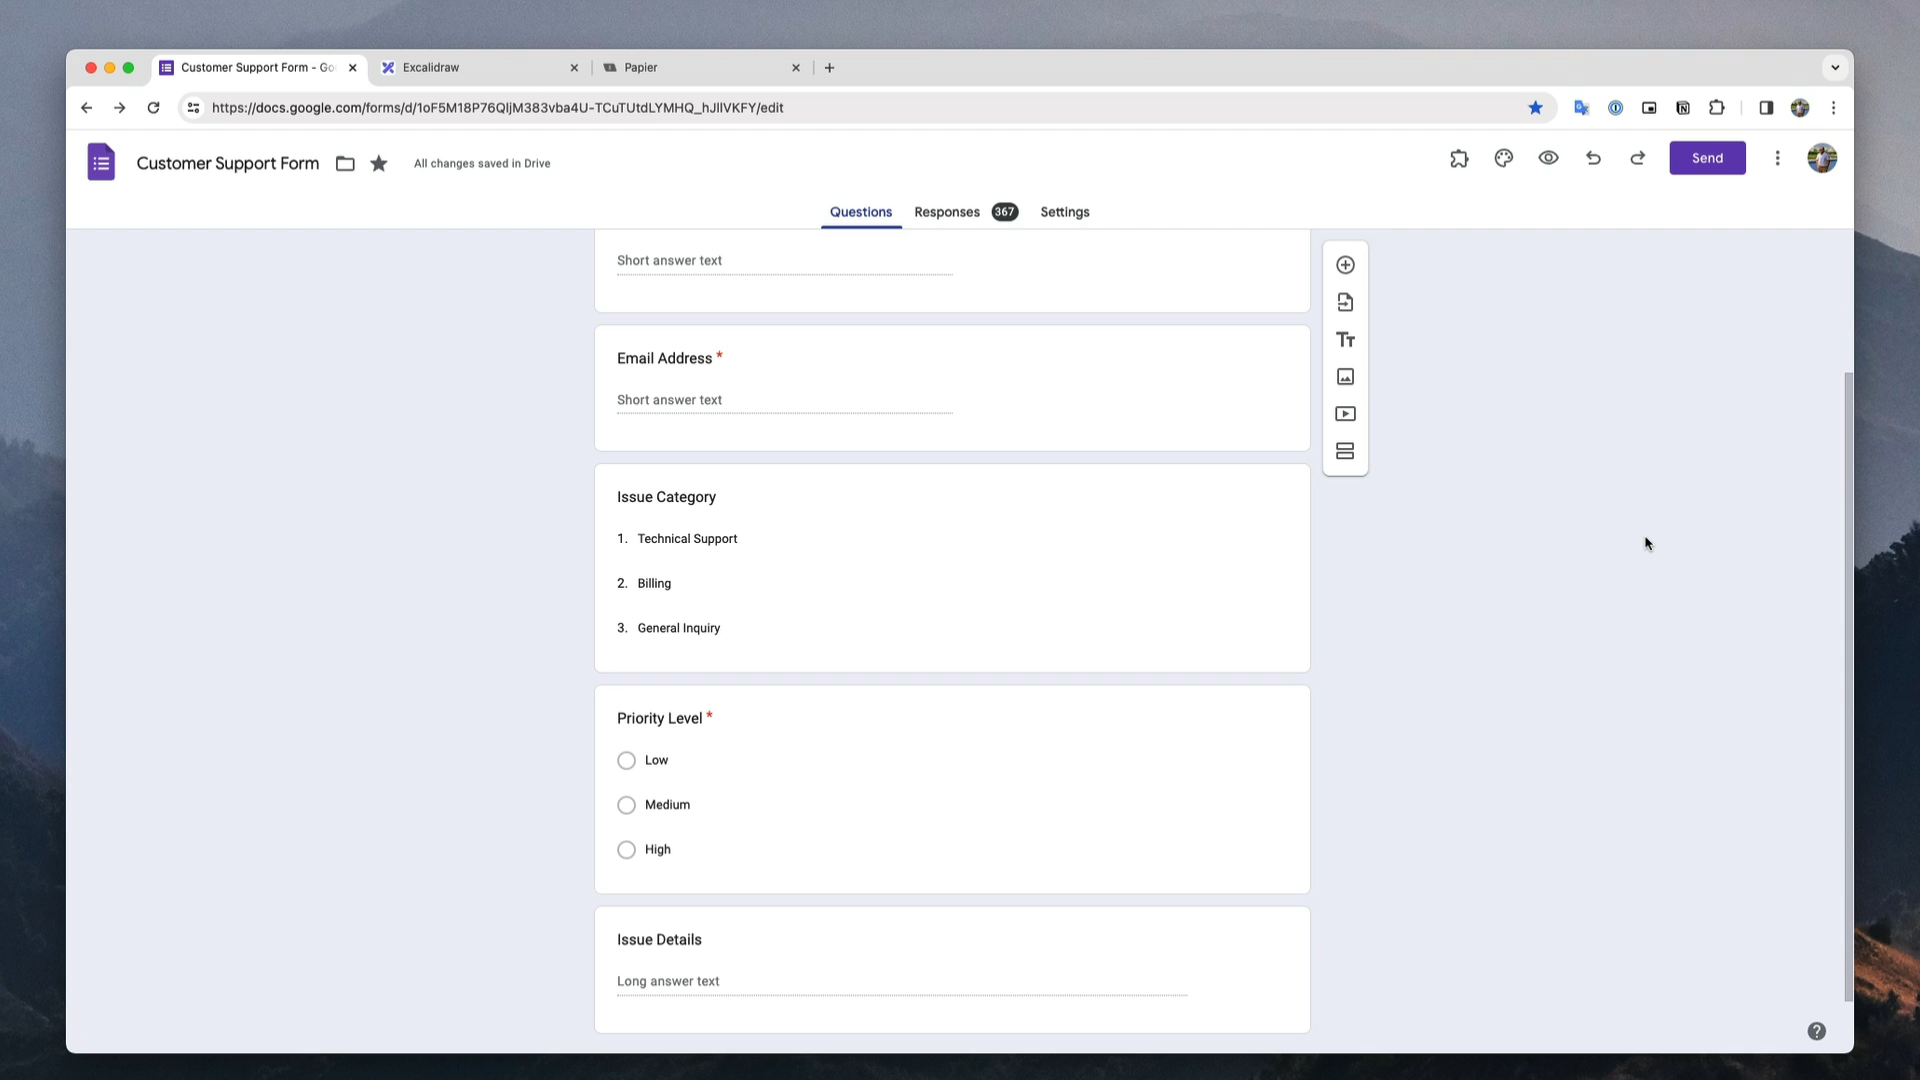 Customer Support Form - Go
Excalidraw
Papier
https://docs.google.com/forms/d/1oF5M18P76QljM383vba4U-TCuTUtdLYMHQ_hJlIVKFY/edit
Customer Support Form
All changes saved in Drive
Send
Questions
Responses 367
Settings
Short answer text
Email Address *
Short answer text
Issue Category
1. Technical Support
2. Billing
3. General Inquiry
Priority Level *
Low
Medium
High
Issue Details
Long answer text